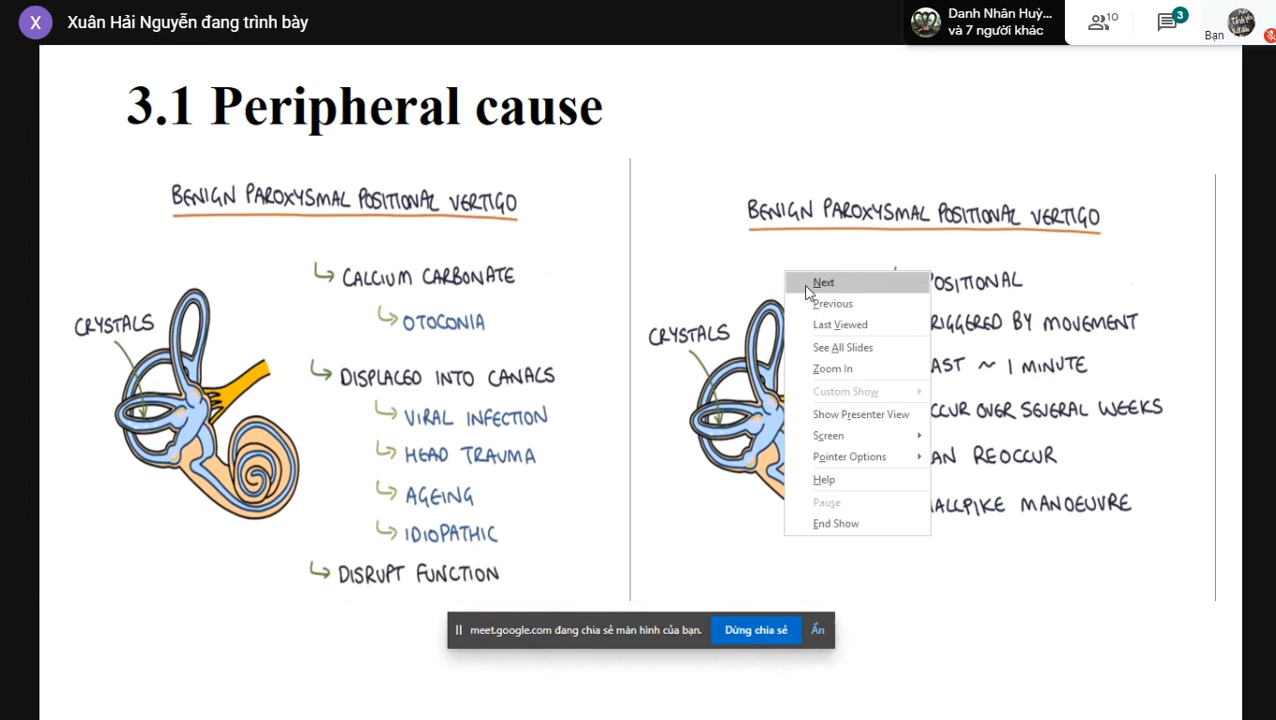 X Xuân Hải Nguyễn đang trình bày
Danh Nhân Huỳ...
và 7 người khác
10
3
Bạn
3.1 Peripheral cause
BENIGN PAROXYSMAL POSITIONAL VERTIGO
CRYSTALS
CALCIUM CARBONATE
OTOCONIA
DISPLACED INTO CANALS
VIRAL INFECTION
HEAD TRAUMA
AGEING
IDIOPATHIC
DISRUPT FUNCTION
BENIGN PAROXYSMAL POSITIONAL VERTIGO
CRYSTALS
POSITIONAL
RIGGERED BY MOVEMENT
AST ~ 1 MINUTE
CCUR OVER SEVERAL WEEKS
AN REOCCUR
ALLPIKE MANOEUVRE
Next
Previous
Last Viewed
See All Slides
Zoom In
Custom Show
Show Presenter View
Screen
Pointer Options
Help
Pause
End Show
meet.google.com đang chia sẻ màn hình của bạn. Dừng chia sẻ Ẩn